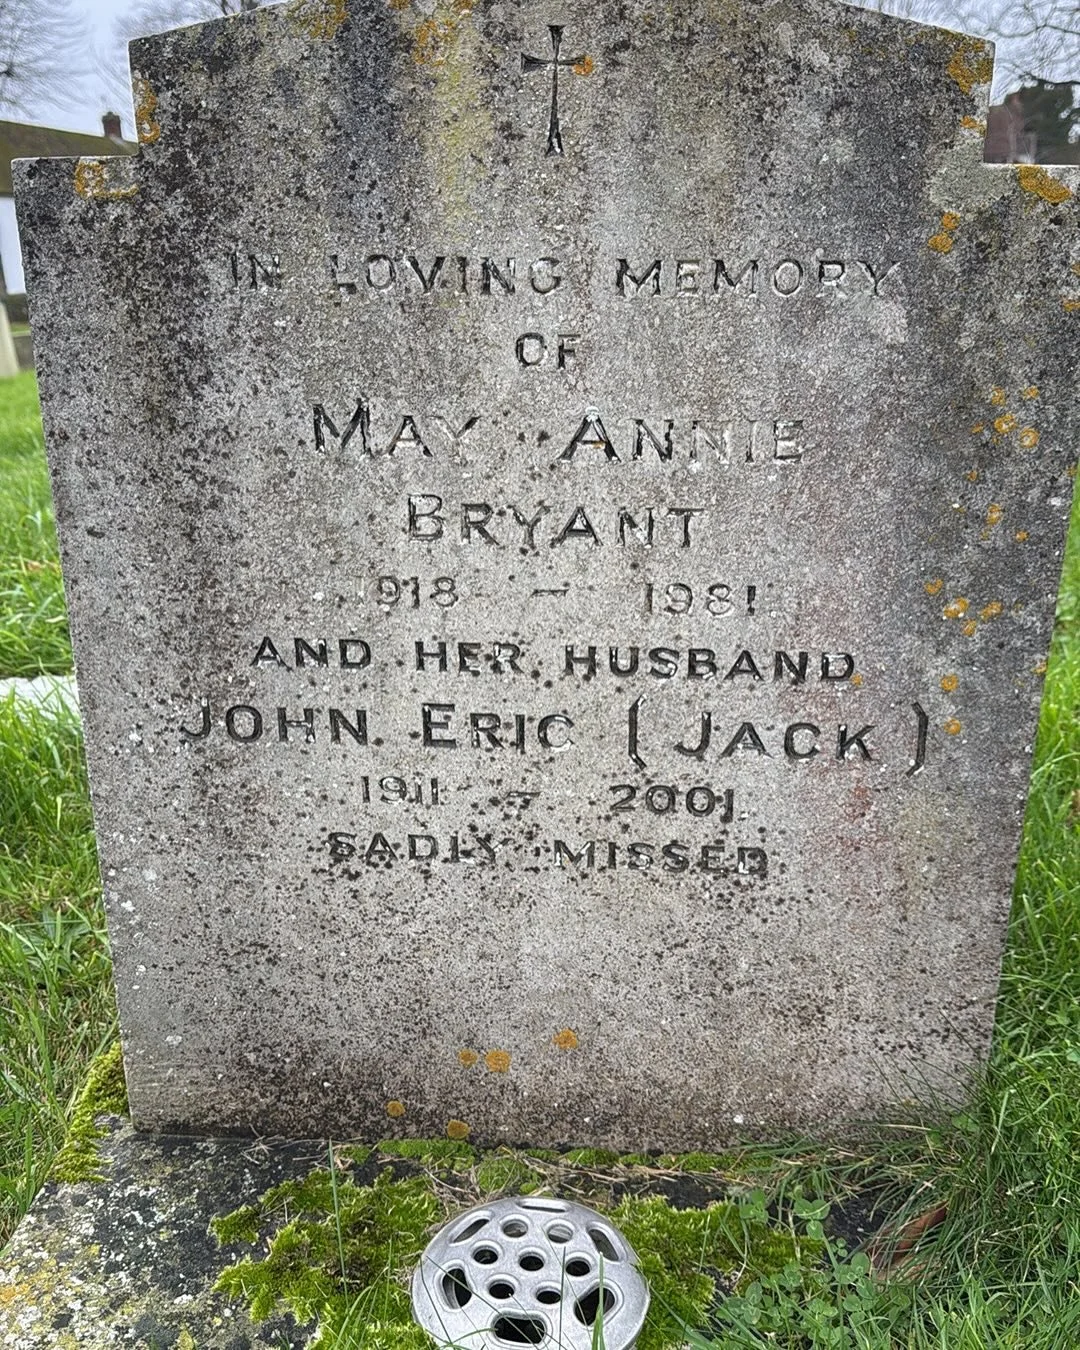 IN LOVING MEMORY
OF
MAY ANNIE
BRYANT
1918 - 1981
AND HER HUSBAND
JOHN ERIC (JACK)
1911 - 2001
SADLY MISSED